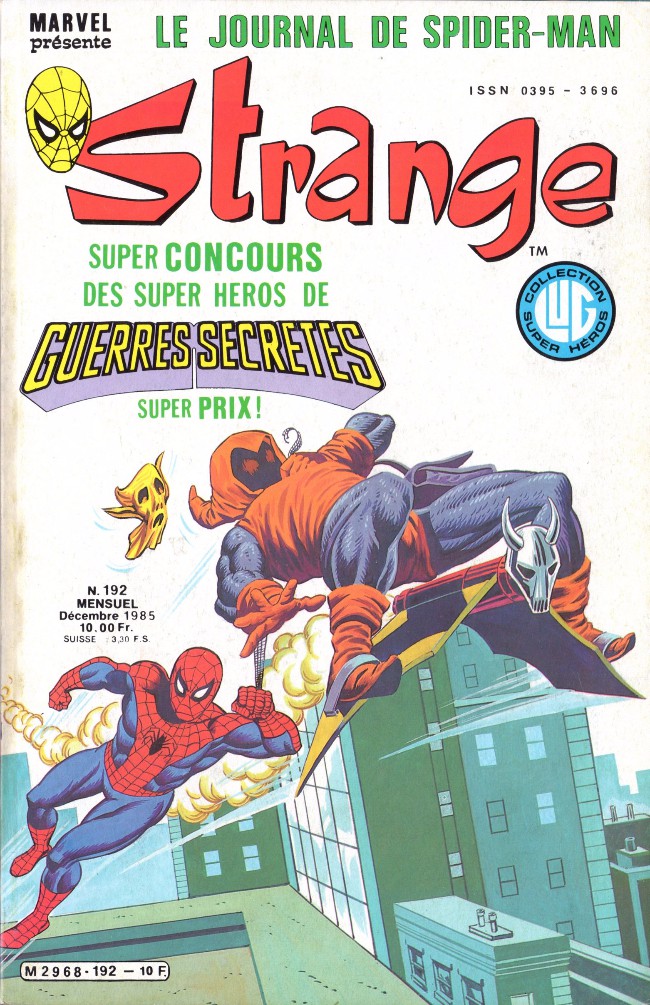 MARVEL
présente
LE JOURNAL DE SPIDER-MAN
ISSN 0395 - 3696
Strange
TM
SUPER CONCOURS
DES SUPER HEROS DE
GUERRES SECRETES
SUPER PRIX!
COLLECTION
LUG
SUPER HÉROS
N. 192
MENSUEL
Décembre 1985
10.00 Fr.
SUISSE : 3,30 F.S.
M 2968 - 192 - 10 F.